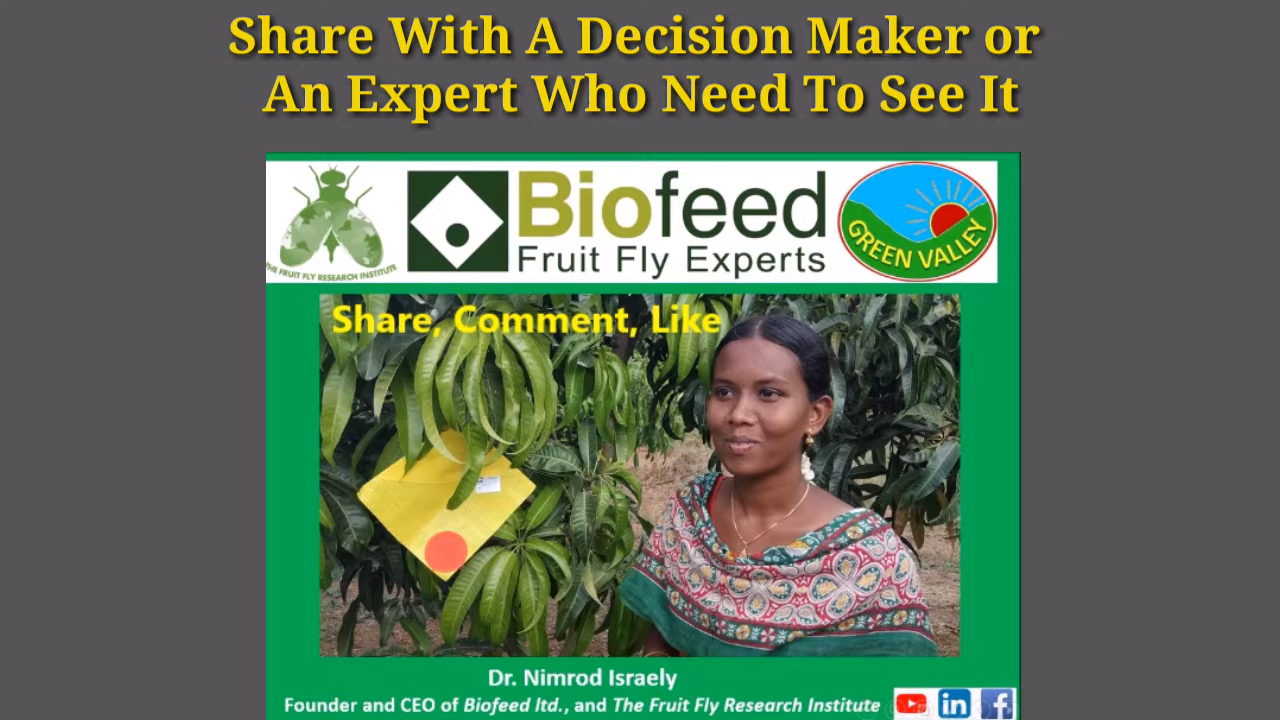 Share With A Decision Maker or
An Expert Who Need To See It
THE FRUIT FLY RESEARCH INSTITUTE
Biofeed
Fruit Fly Experts
GREEN VALLEY
Share, Comment, Like
Dr. Nimrod Israely
Founder and CEO of Biofeed ltd., and The Fruit Fly Research Institute
in
f